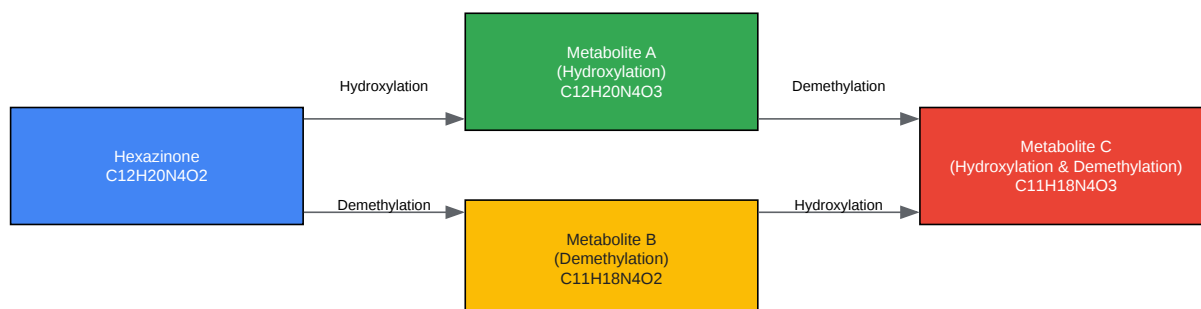 Metabolite A
(Hydroxylation)
C12H20N4O3
Hydroxylation
Demethylation
Hexazinone
C12H20N4O2
Metabolite C
(Hydroxylation & Demethylation)
C11H18N4O3
Demethylation
Hydroxylation
Metabolite B
(Demethylation)
C11H18N4O2